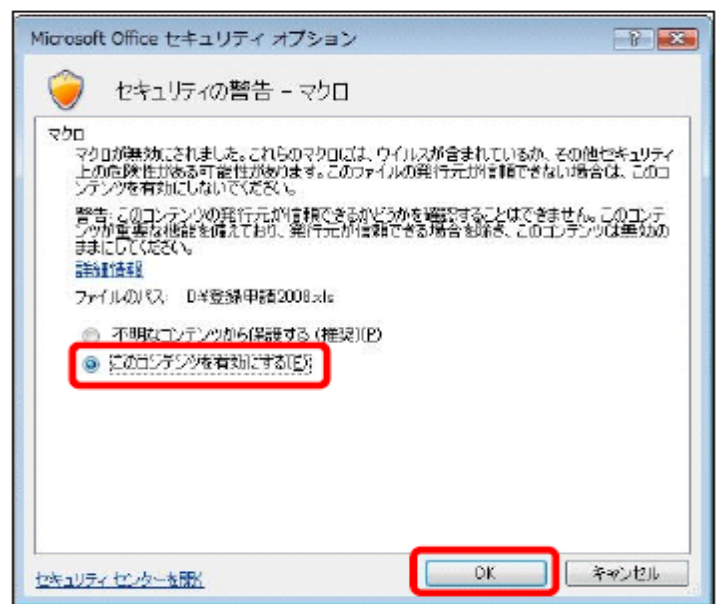 Microsoft Office セキュリティ オプション
セキュリティの警告 - マクロ
マクロ
マクロが無効にされました。これらのマクロには、ウイルスが含まれているか、その他セキュリティ
上の危険性がある可能性があります。このファイルの発行元が信頼できない場合は、このコ
ンテンツを有効にしないでください。
警告: このコンテンツの発行元が信頼できるかどうかを確認することはできません。このコンテ
ンツが重要な機能を備えており、発行元が信頼できる場合を除き、このコンテンツは無効の
ままにしてください。
詳細情報
ファイルのパス: D:¥登録申請2008.xls
不明なコンテンツから保護する (推奨)(P)
このコンテンツを有効にする(E)
セキュリティ センターを開く
OK
キャンセル